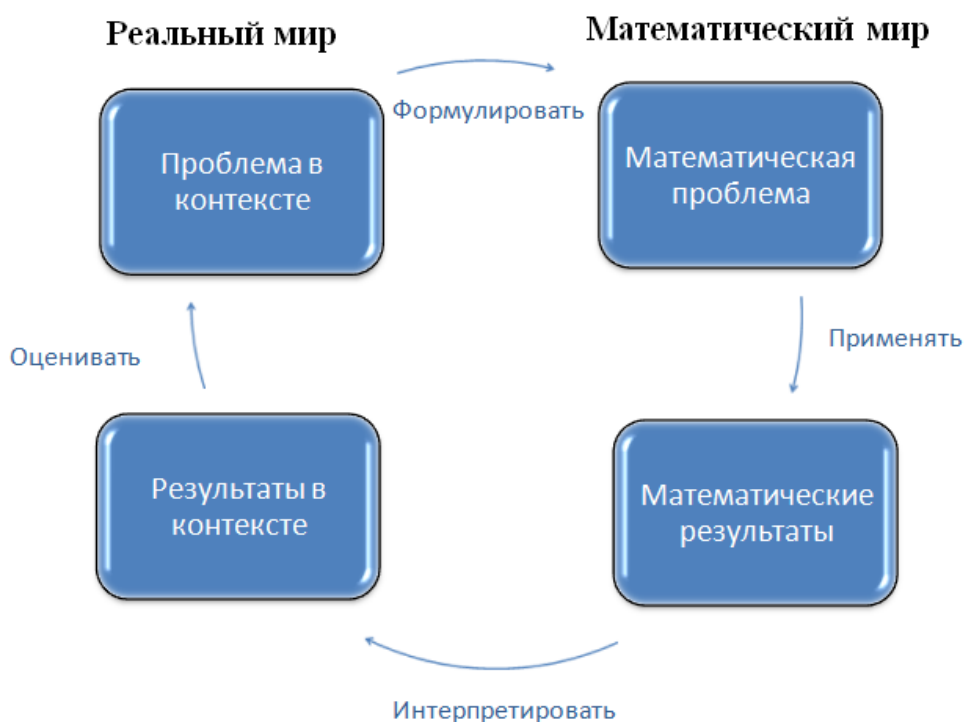 Реальный мир
Математический мир
Формулировать
Проблема в
контексте
Математическая
проблема
Оценивать
Применять
Результаты в
контексте
Математические
результаты
Интерпретировать